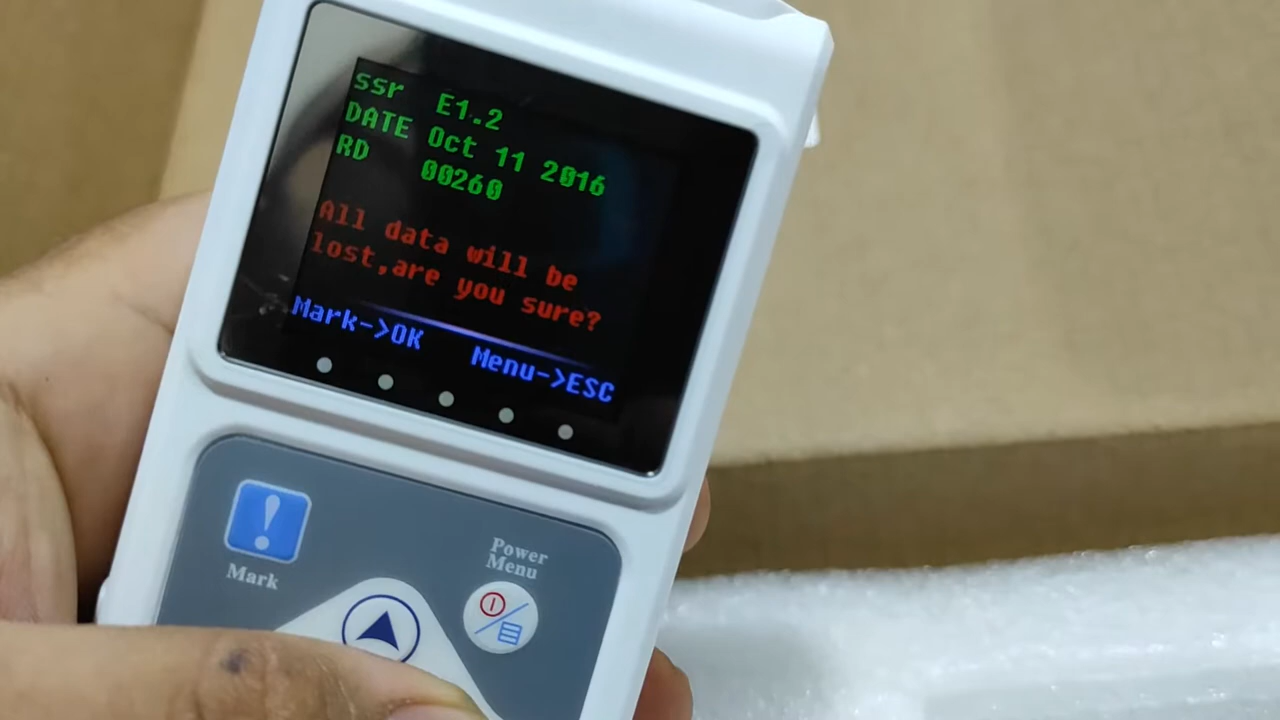 ssr E1.2
DATE Oct 11 2016
RD 00260
All data will be
lost,are you sure?
Mark->OK Menu->ESC
Mark
Power
Menu